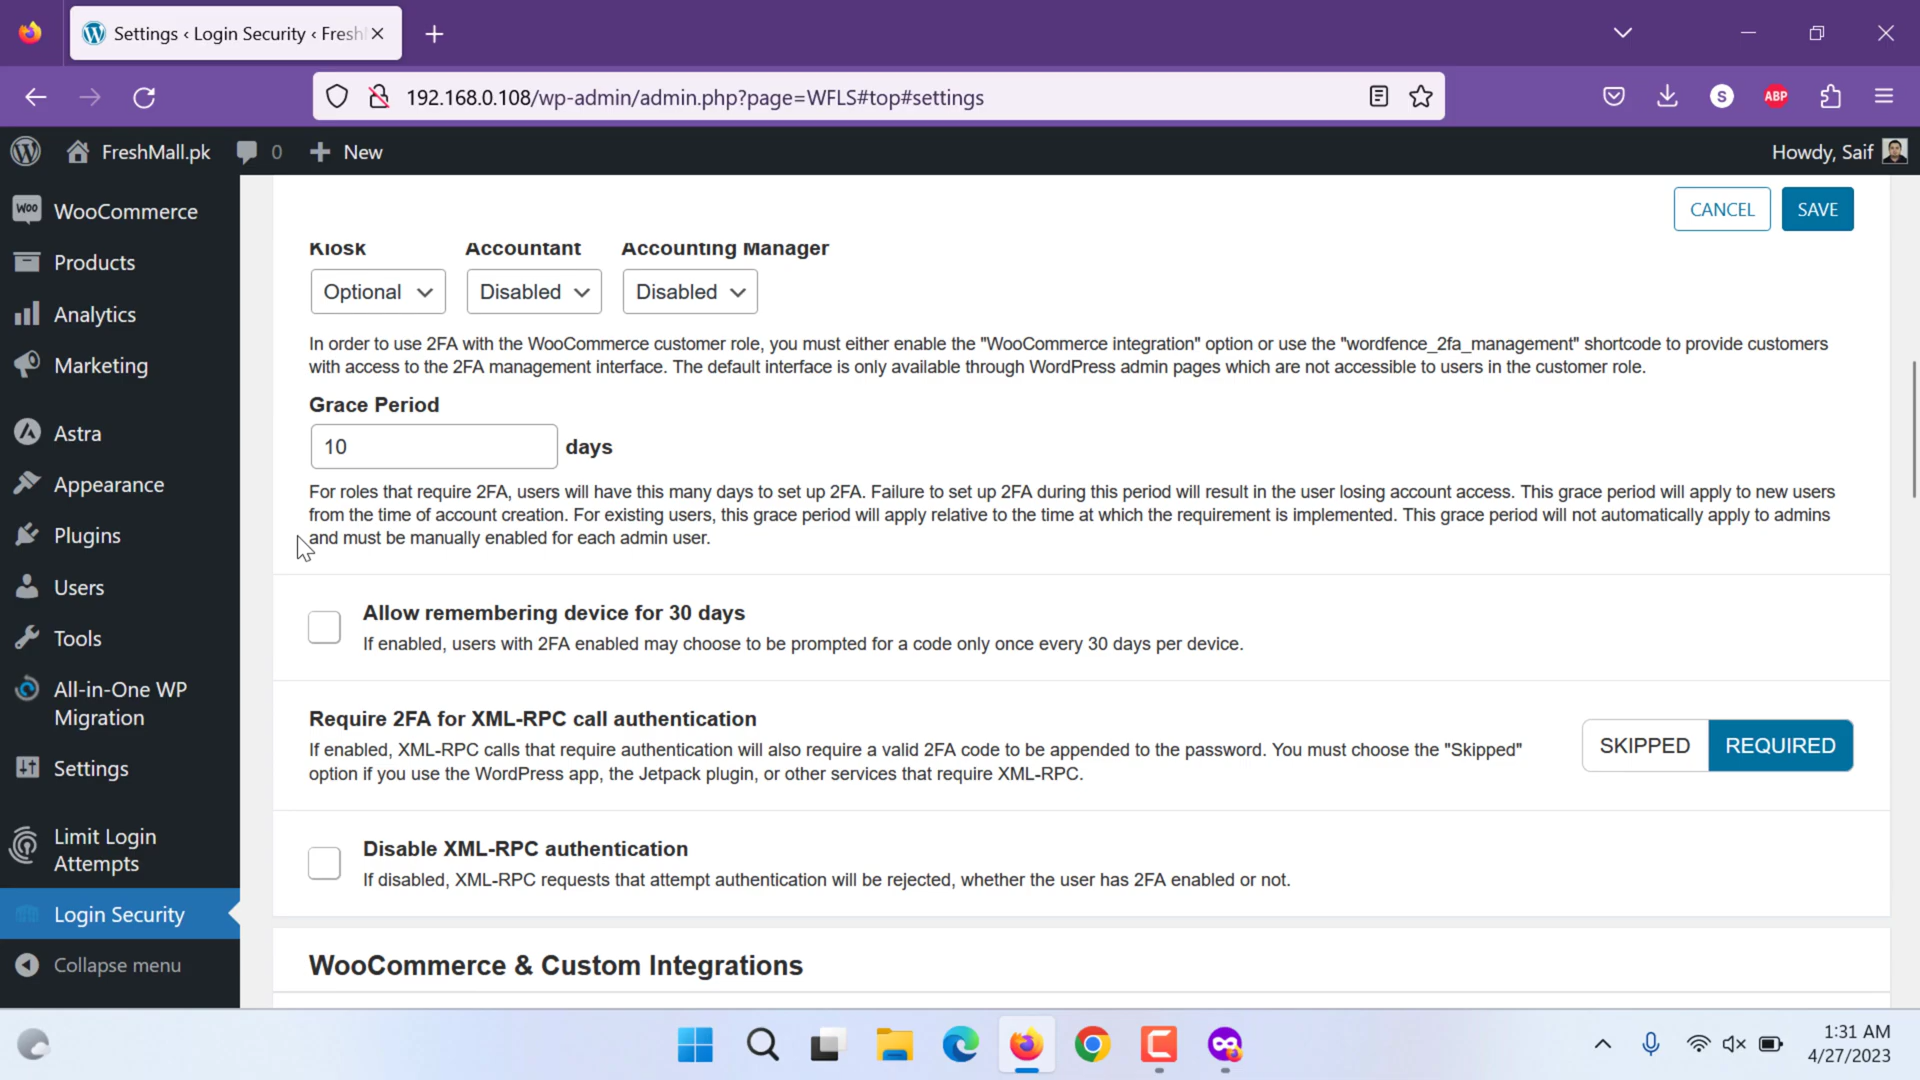 Settings ‹ Login Security ‹ Fresh
192.168.0.108/wp-admin/admin.php?page=WFLS#top#settings
S
ABP
FreshMall.pk
0
New
Howdy, Saif
Woo
WooCommerce
Products
Analytics
Marketing
Astra
Appearance
Plugins
Users
Tools
All-in-One WP
Migration
Settings
Limit Login
Attempts
Login Security
Collapse menu
CANCEL
SAVE
Kiosk
Accountant
Accounting Manager
Optional
Disabled
Disabled
In order to use 2FA with the WooCommerce customer role, you must either enable the "WooCommerce integration" option or use the "wordfence_2fa_management" shortcode to provide customers
with access to the 2FA management interface. The default interface is only available through WordPress admin pages which are not accessible to users in the customer role.
Grace Period
10
days
For roles that require 2FA, users will have this many days to set up 2FA. Failure to set up 2FA during this period will result in the user losing account access. This grace period will apply to new users
from the time of account creation. For existing users, this grace period will apply relative to the time at which the requirement is implemented. This grace period will not automatically apply to admins
and must be manually enabled for each admin user.
Allow remembering device for 30 days
If enabled, users with 2FA enabled may choose to be prompted for a code only once every 30 days per device.
Require 2FA for XML-RPC call authentication
If enabled, XML-RPC calls that require authentication will also require a valid 2FA code to be appended to the password. You must choose the "Skipped"
option if you use the WordPress app, the Jetpack plugin, or other services that require XML-RPC.
SKIPPED
REQUIRED
Disable XML-RPC authentication
If disabled, XML-RPC requests that attempt authentication will be rejected, whether the user has 2FA enabled or not.
WooCommerce & Custom Integrations
1:31 AM
4/27/2023